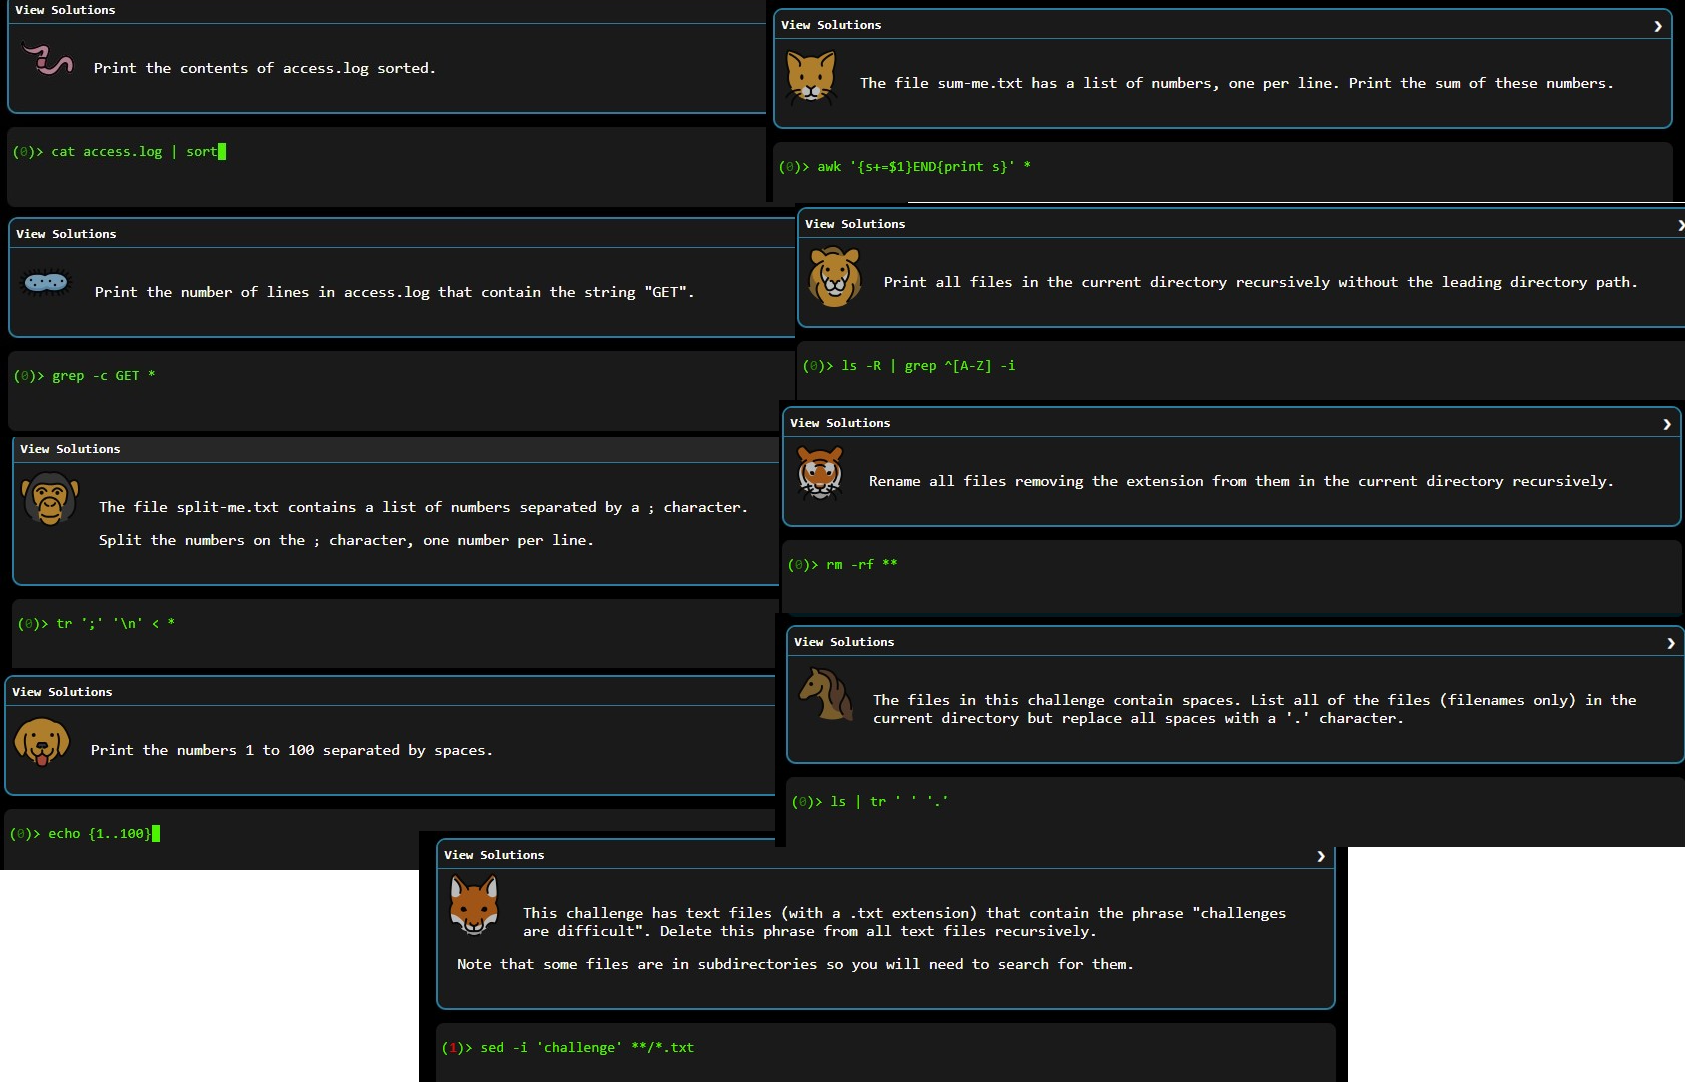 View Solutions
Print the contents of access.log sorted.
(0)> cat access.log | sort
View Solutions
Print the number of lines in access.log that contain the string "GET".
(0)> grep -c GET *
View Solutions
The file split-me.txt contains a list of numbers separated by a ; character.
Split the numbers on the ; character, one number per line.
(0)> tr ';' '\n' < *
View Solutions
Print the numbers 1 to 100 separated by spaces.
(0)> echo {1..100}
View Solutions
The file sum-me.txt has a list of numbers, one per line. Print the sum of these numbers.
(0)> awk '{s+=$1}END{print s}' *
View Solutions
Print all files in the current directory recursively without the leading directory path.
(0)> ls -R | grep ^[A-Z] -i
View Solutions
Rename all files removing the extension from them in the current directory recursively.
(0)> rm -rf **
View Solutions
The files in this challenge contain spaces. List all of the files (filenames only) in the
current directory but replace all spaces with a '.' character.
(0)> ls | tr ' ' '.'
View Solutions
This challenge has text files (with a .txt extension) that contain the phrase "challenges
are difficult". Delete this phrase from all text files recursively.
Note that some files are in subdirectories so you will need to search for them.
(1)> sed -i 'challenge' **/*.txt